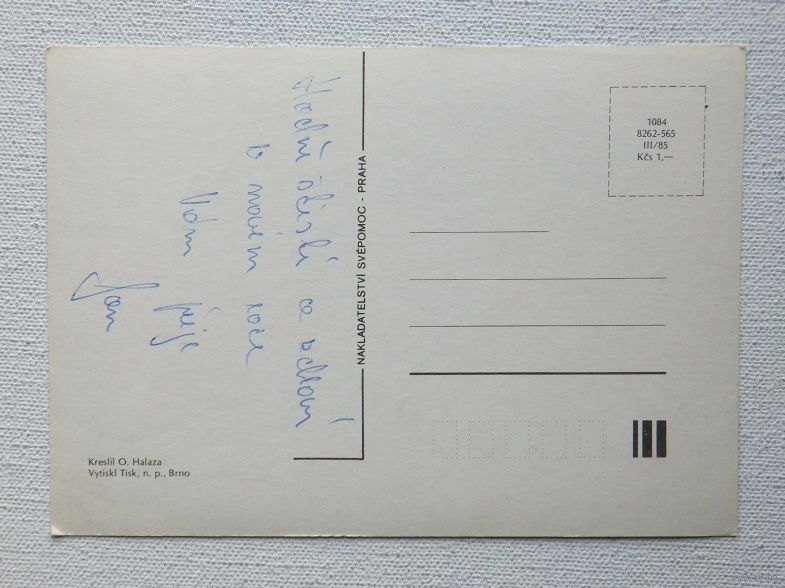 Hodně štěstí a zdraví
v novém roce
Vám přeje
Jan
NAKLADATELSTVÍ SVÉPOMOC - PRAHA
1084
8262-565
III/85
Kčs 1,—
Kreslil O. Halaza
Vytiskl Tisk, n. p., Brno